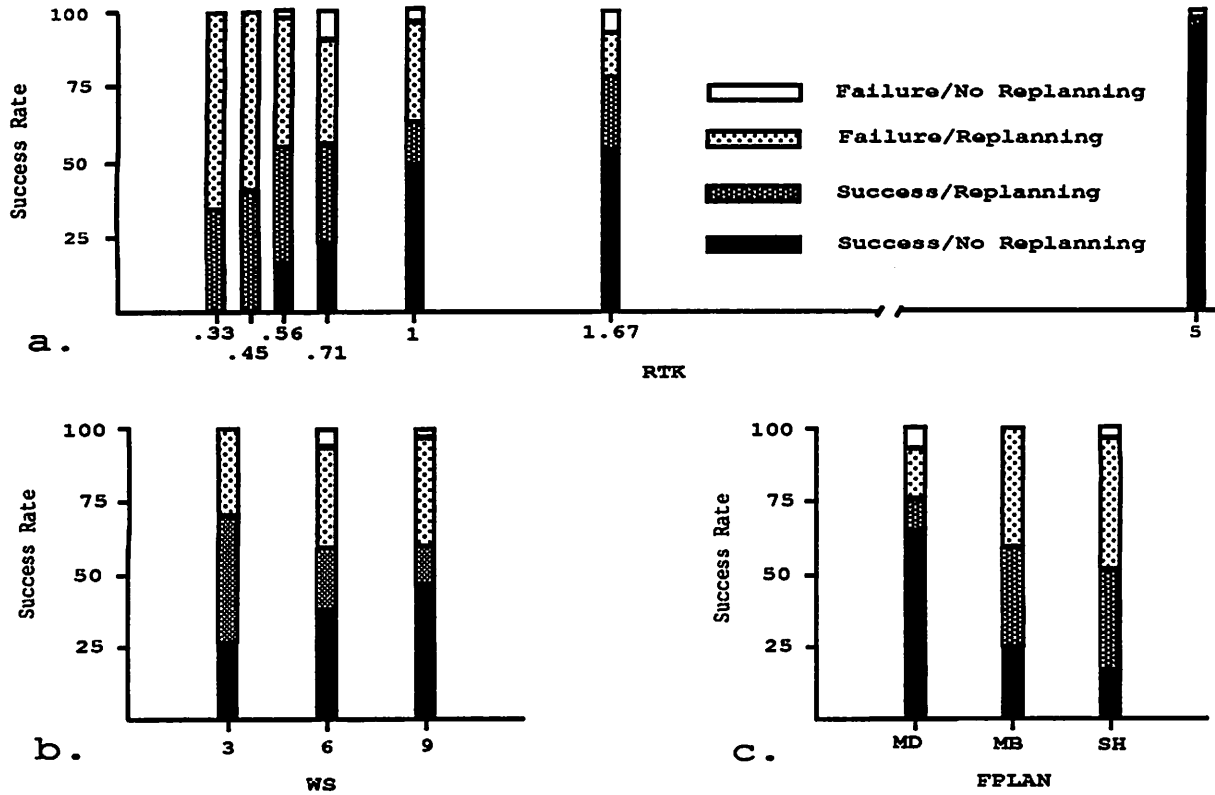 100
75
50
25
Success Rate
Failure/No Replanning
Failure/Replanning
Success/Replanning
Success/No Replanning
.33 .56 1 1.67 5
.45 .71
a.
RTK
100
75
50
25
Success Rate
3 6 9
b.
WS
100
75
50
25
Success Rate
MD MB SH
c.
FPLAN